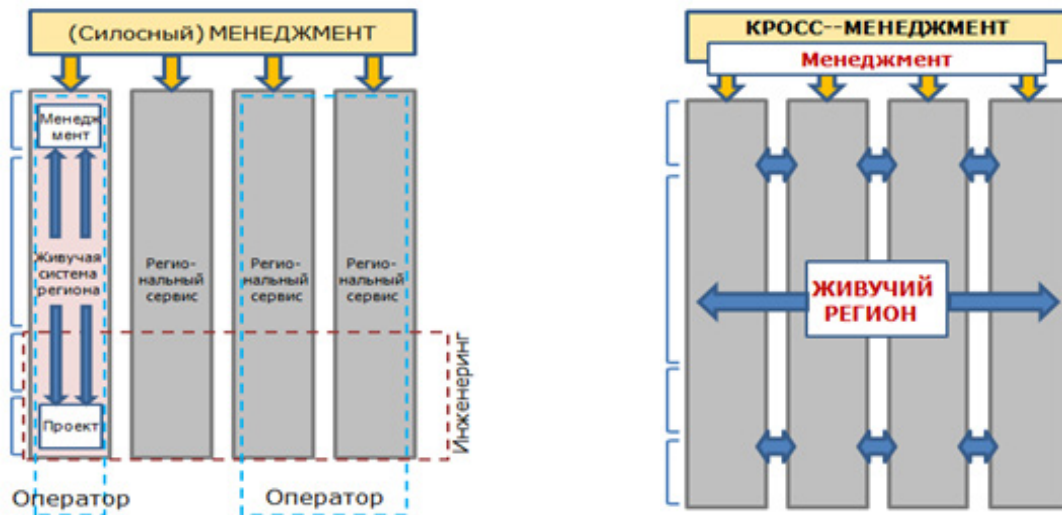 (Силосный) МЕНЕДЖМЕНТ
Менедж
мент
Живучая
система
региона
Проект
Регио-
нальный
сервис
Регио-
нальный
сервис
Регио-
нальный
сервис
Инженеринг
Оператор
Оператор
КРОСС--МЕНЕДЖМЕНТ
Менеджмент
ЖИВУЧИЙ
РЕГИОН